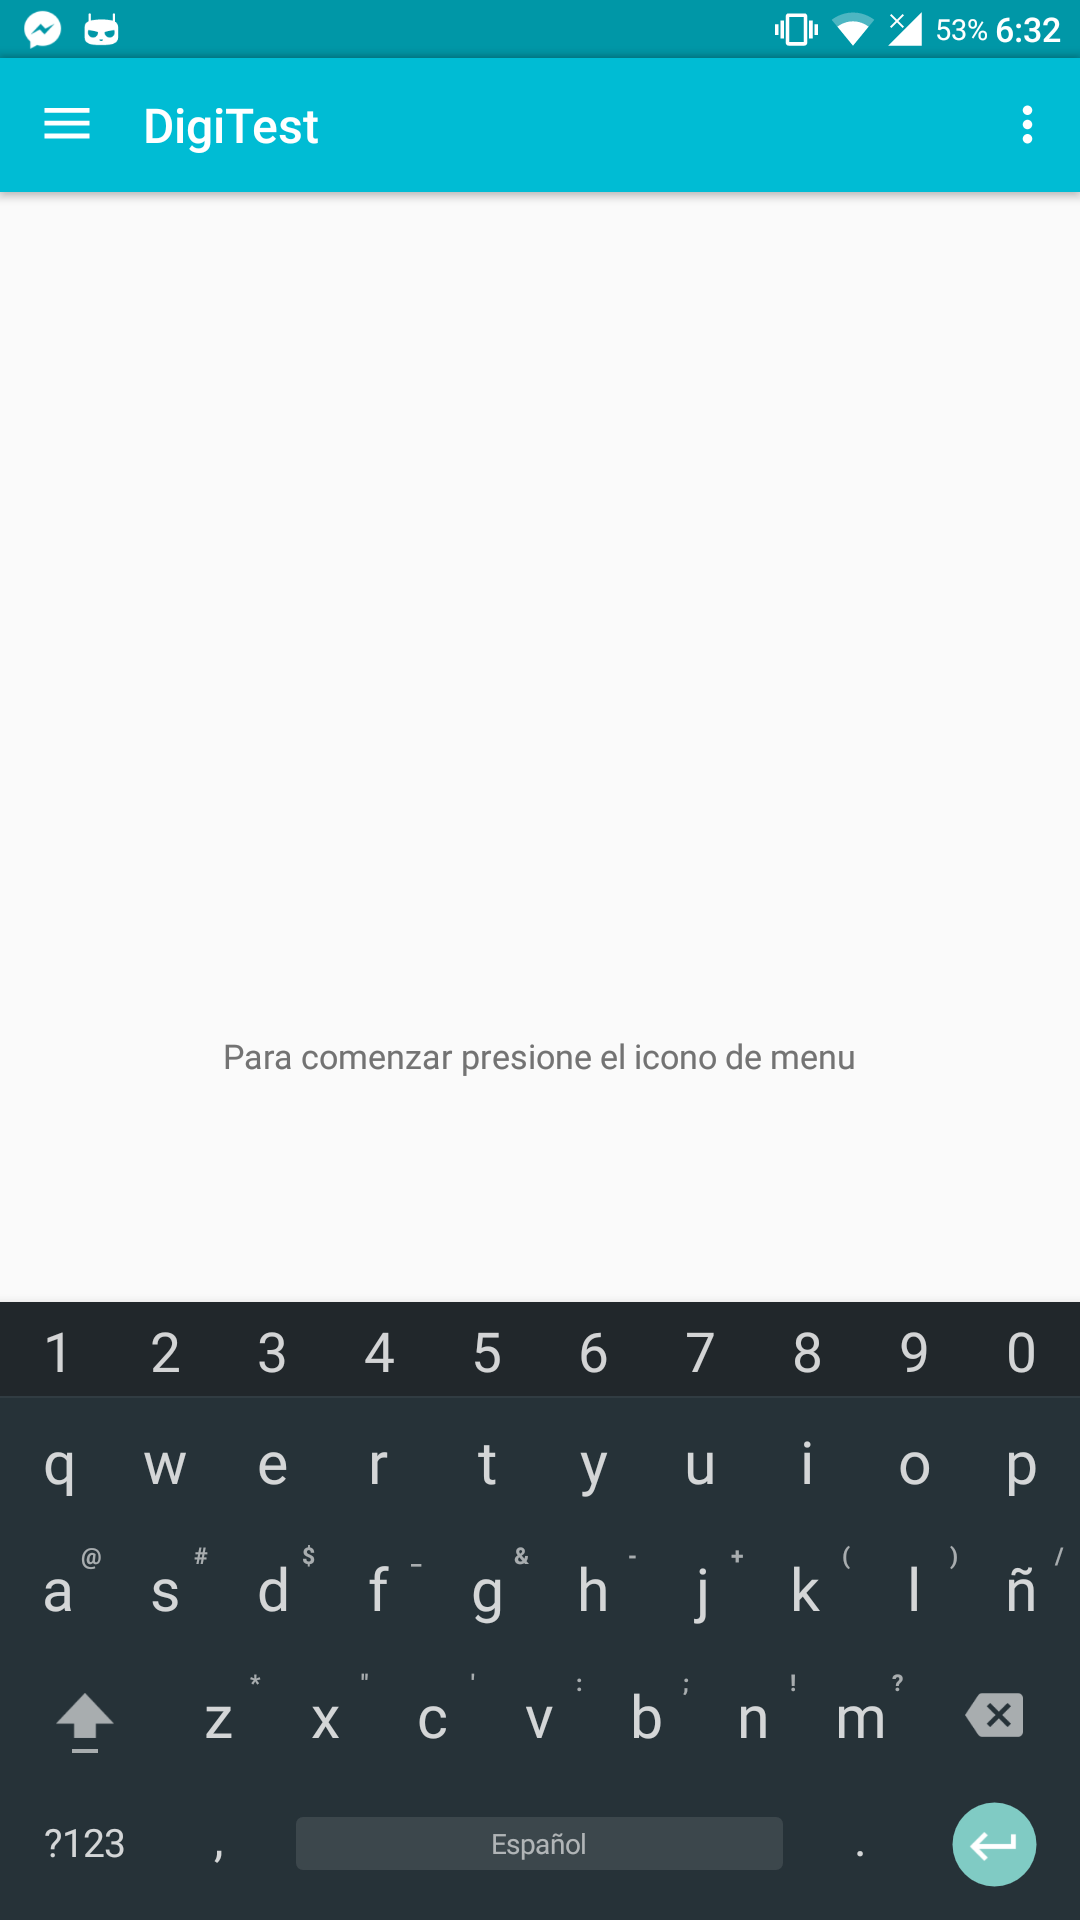 53% 6:32
DigiTest
Para comenzar presione el icono de menu
1 2 3 4 5 6 7 8 9 0
q w e r t y u i o p
@ # $ _ & - + ( ) /
a s d f g h j k l ñ
* " ' : ; ! ?
z x c v b n m
?123 , Español .